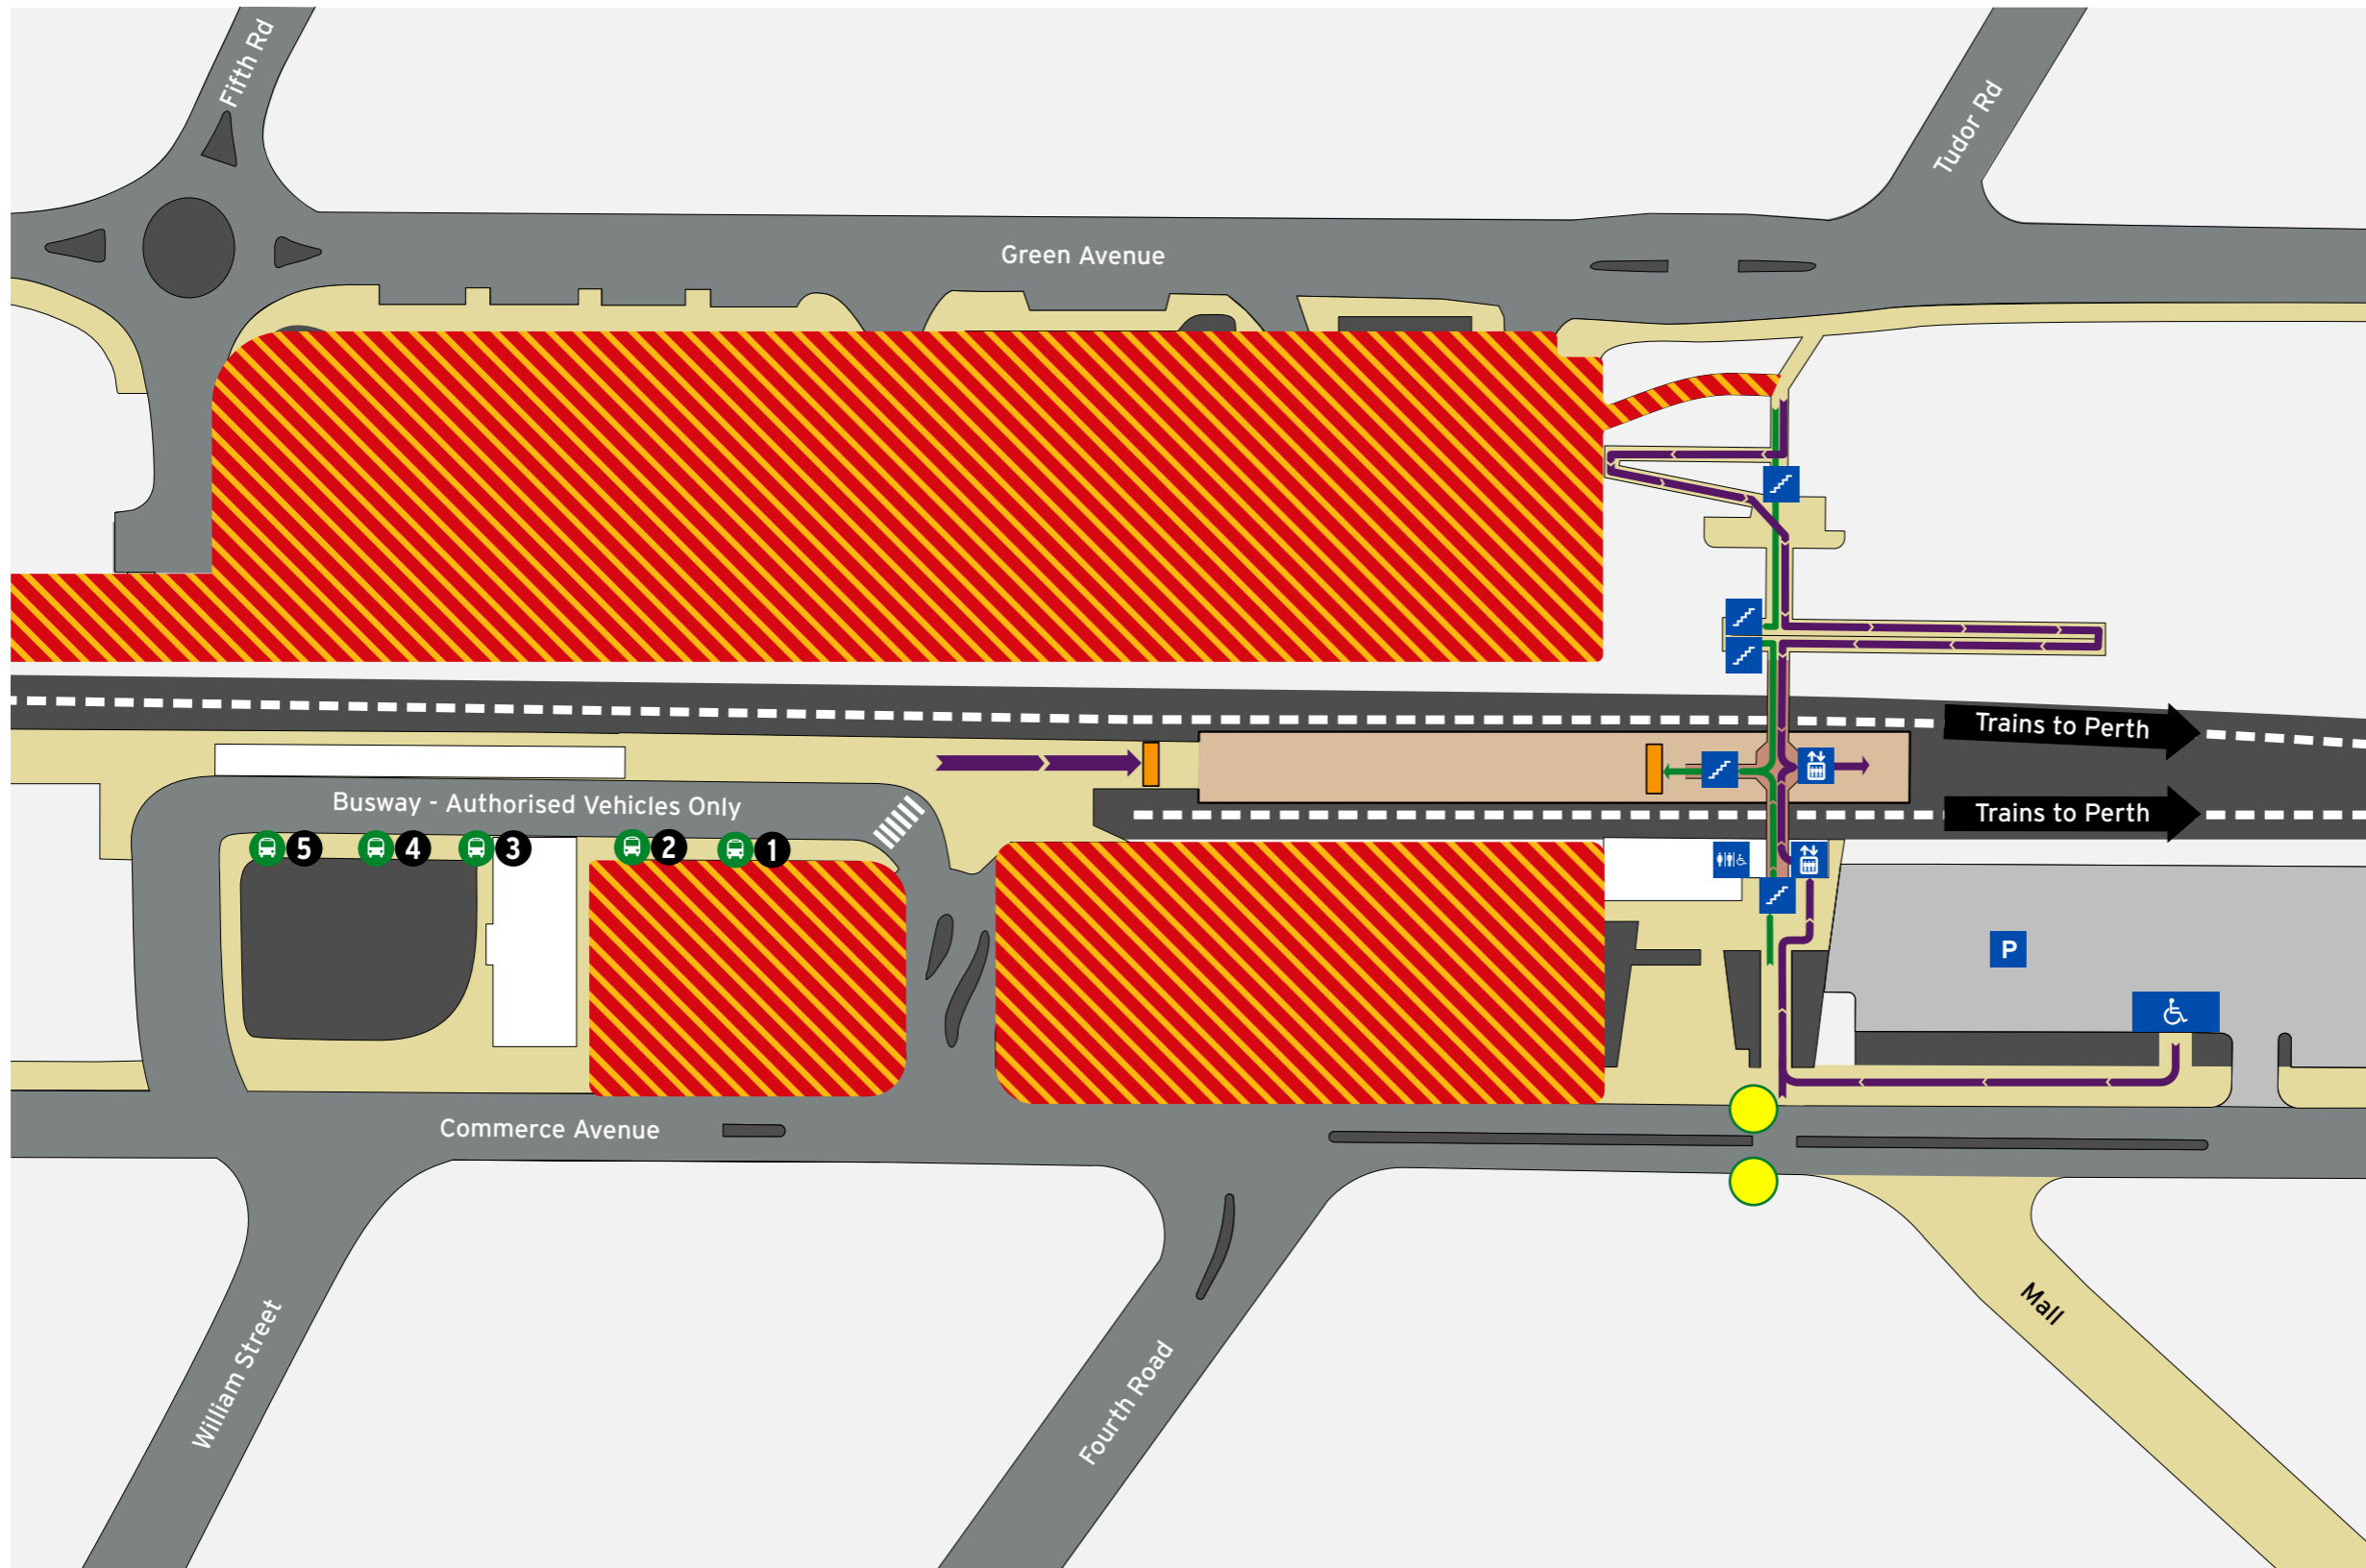 Fifth Rd
Tudor Rd
Green Avenue
Trains to Perth
Busway - Authorised Vehicles Only
Trains to Perth
5
4
3
2
1
P
Commerce Avenue
Mall
William Street
Fourth Road